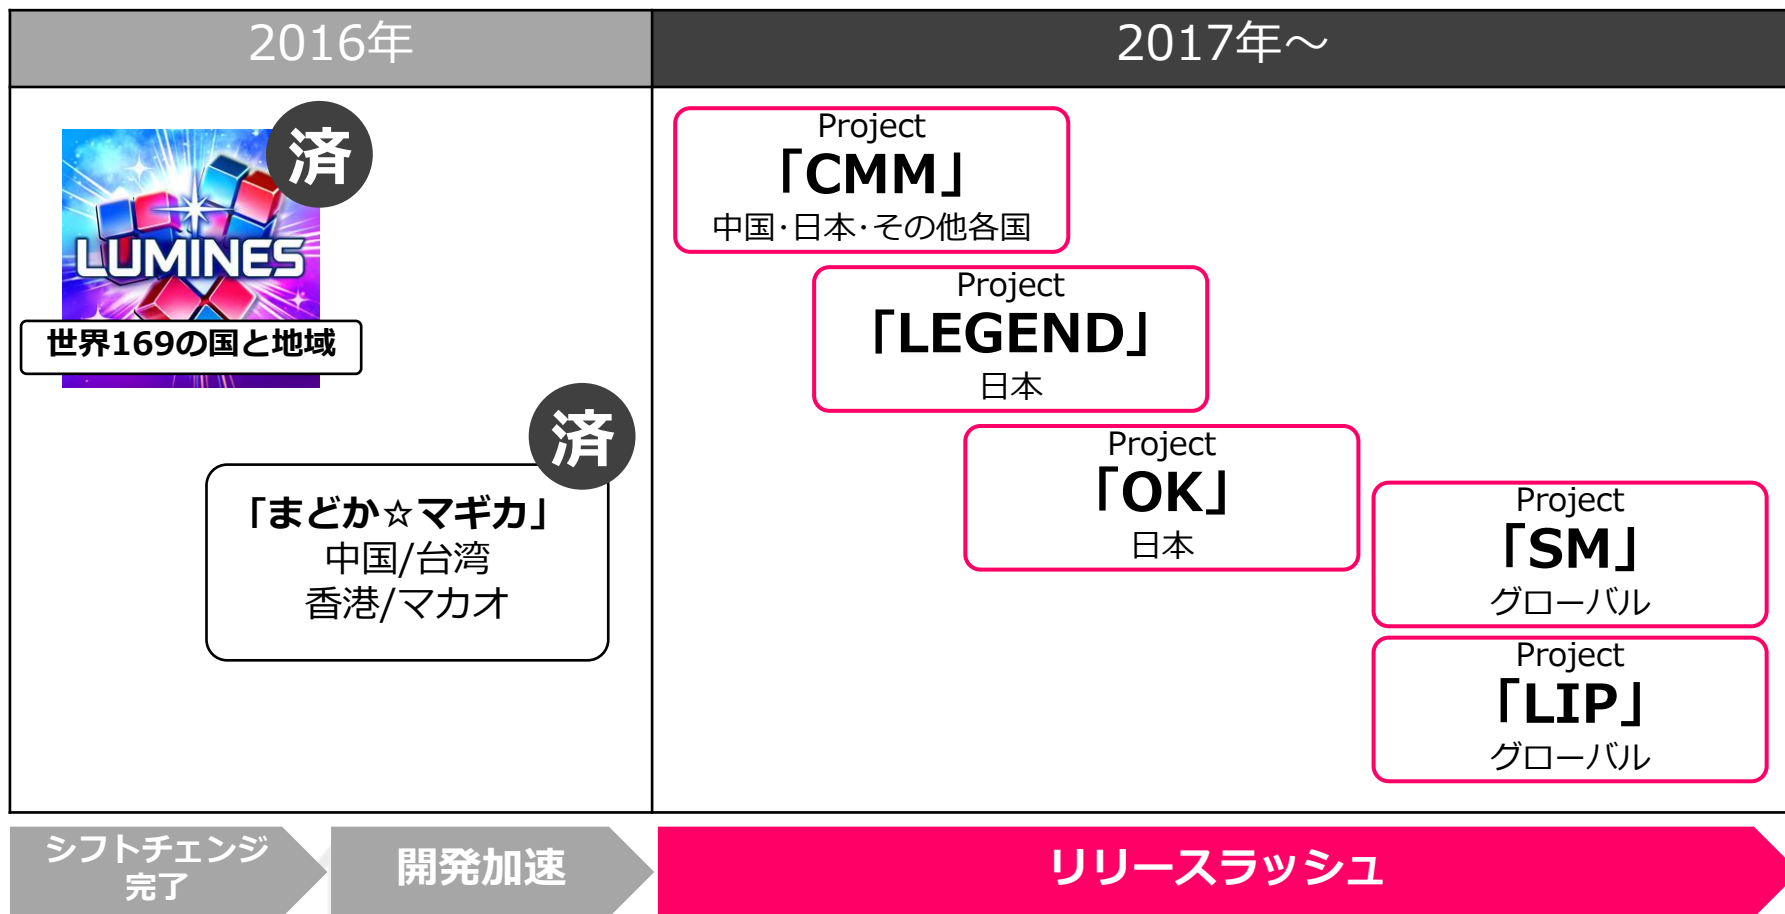 2016年
2017年～
済
LUMINES
世界169の国と地域
済
「まどか☆マギカ」
中国/台湾
香港/マカオ
Project
「CMM」
中国・日本・その他各国
Project
「LEGEND」
日本
Project
「OK」
日本
Project
「SM」
グローバル
Project
「LIP」
グローバル
シフトチェンジ
完了
開発加速
リリースラッシュ